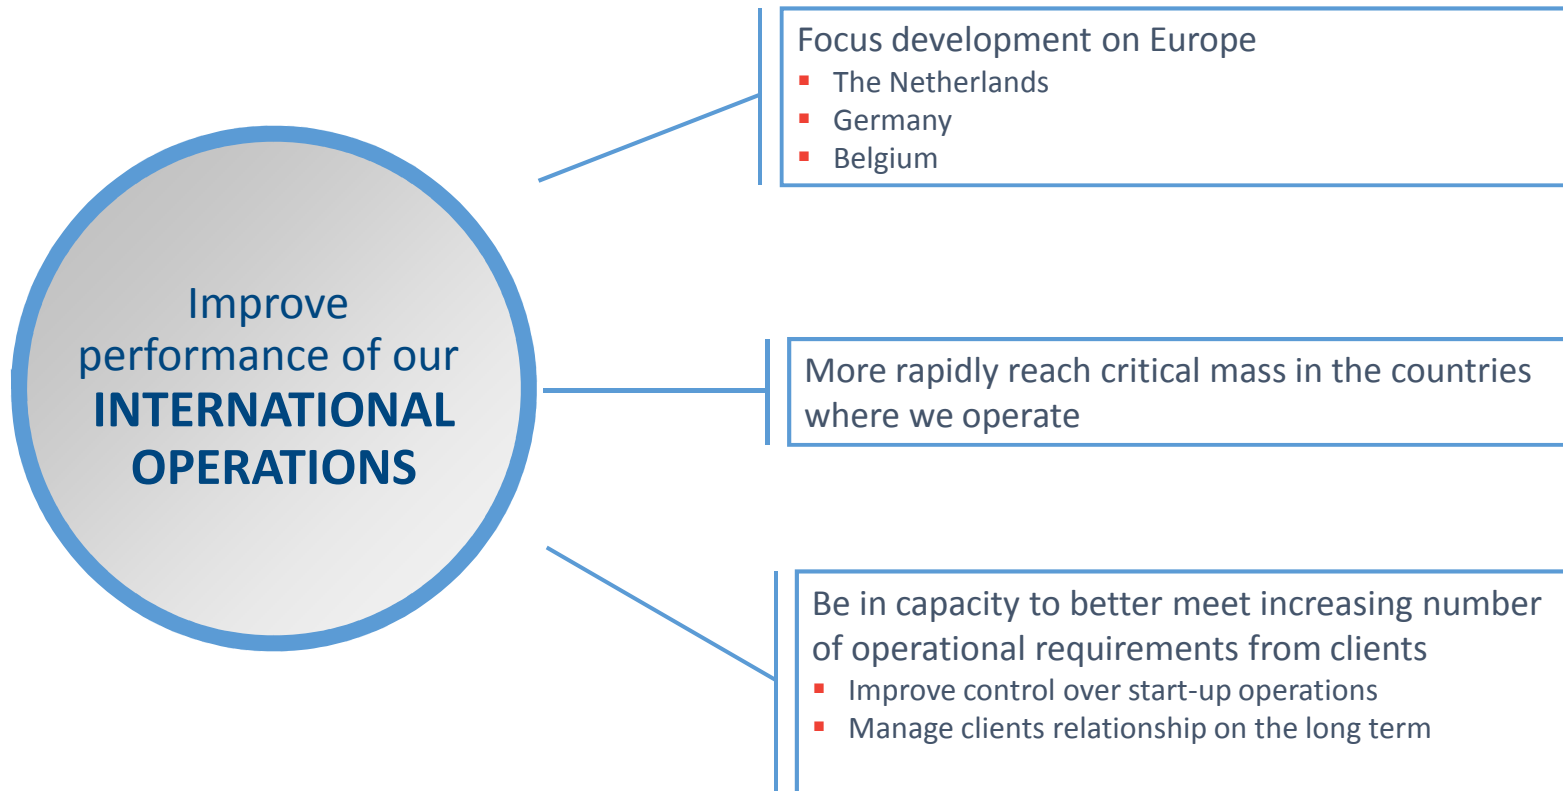 Improve
performance of our
INTERNATIONAL
OPERATIONS
Focus development on Europe
The Netherlands
Germany
Belgium
More rapidly reach critical mass in the countries
where we operate
Be in capacity to better meet increasing number
of operational requirements from clients
Improve control over start-up operations
Manage clients relationship on the long term